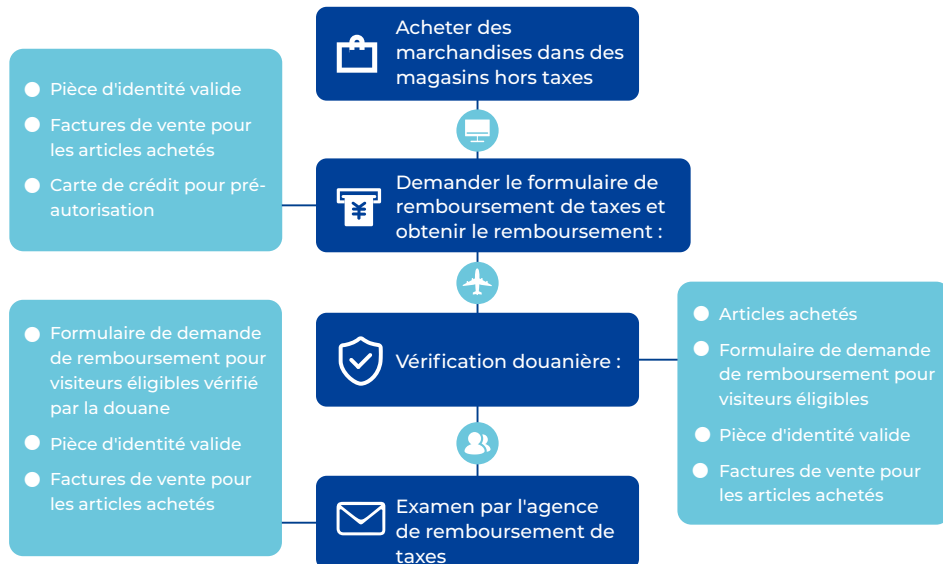 Acheter des
marchandises dans des
magasins hors taxes
Pièce d'identité valide
Factures de vente pour
les articles achetés
Carte de crédit pour pré-
autorisation
¥
Demander le formulaire de
remboursement de taxes et
obtenir le remboursement :
Vérification douanière :
Articles achetés
Formulaire de demande
de remboursement pour
visiteurs éligibles
Pièce d'identité valide
Factures de vente pour
les articles achetés
Formulaire de demande
de remboursement pour
visiteurs éligibles vérifié
par la douane
Pièce d'identité valide
Factures de vente pour
les articles achetés
Examen par l'agence
de remboursement de
taxes